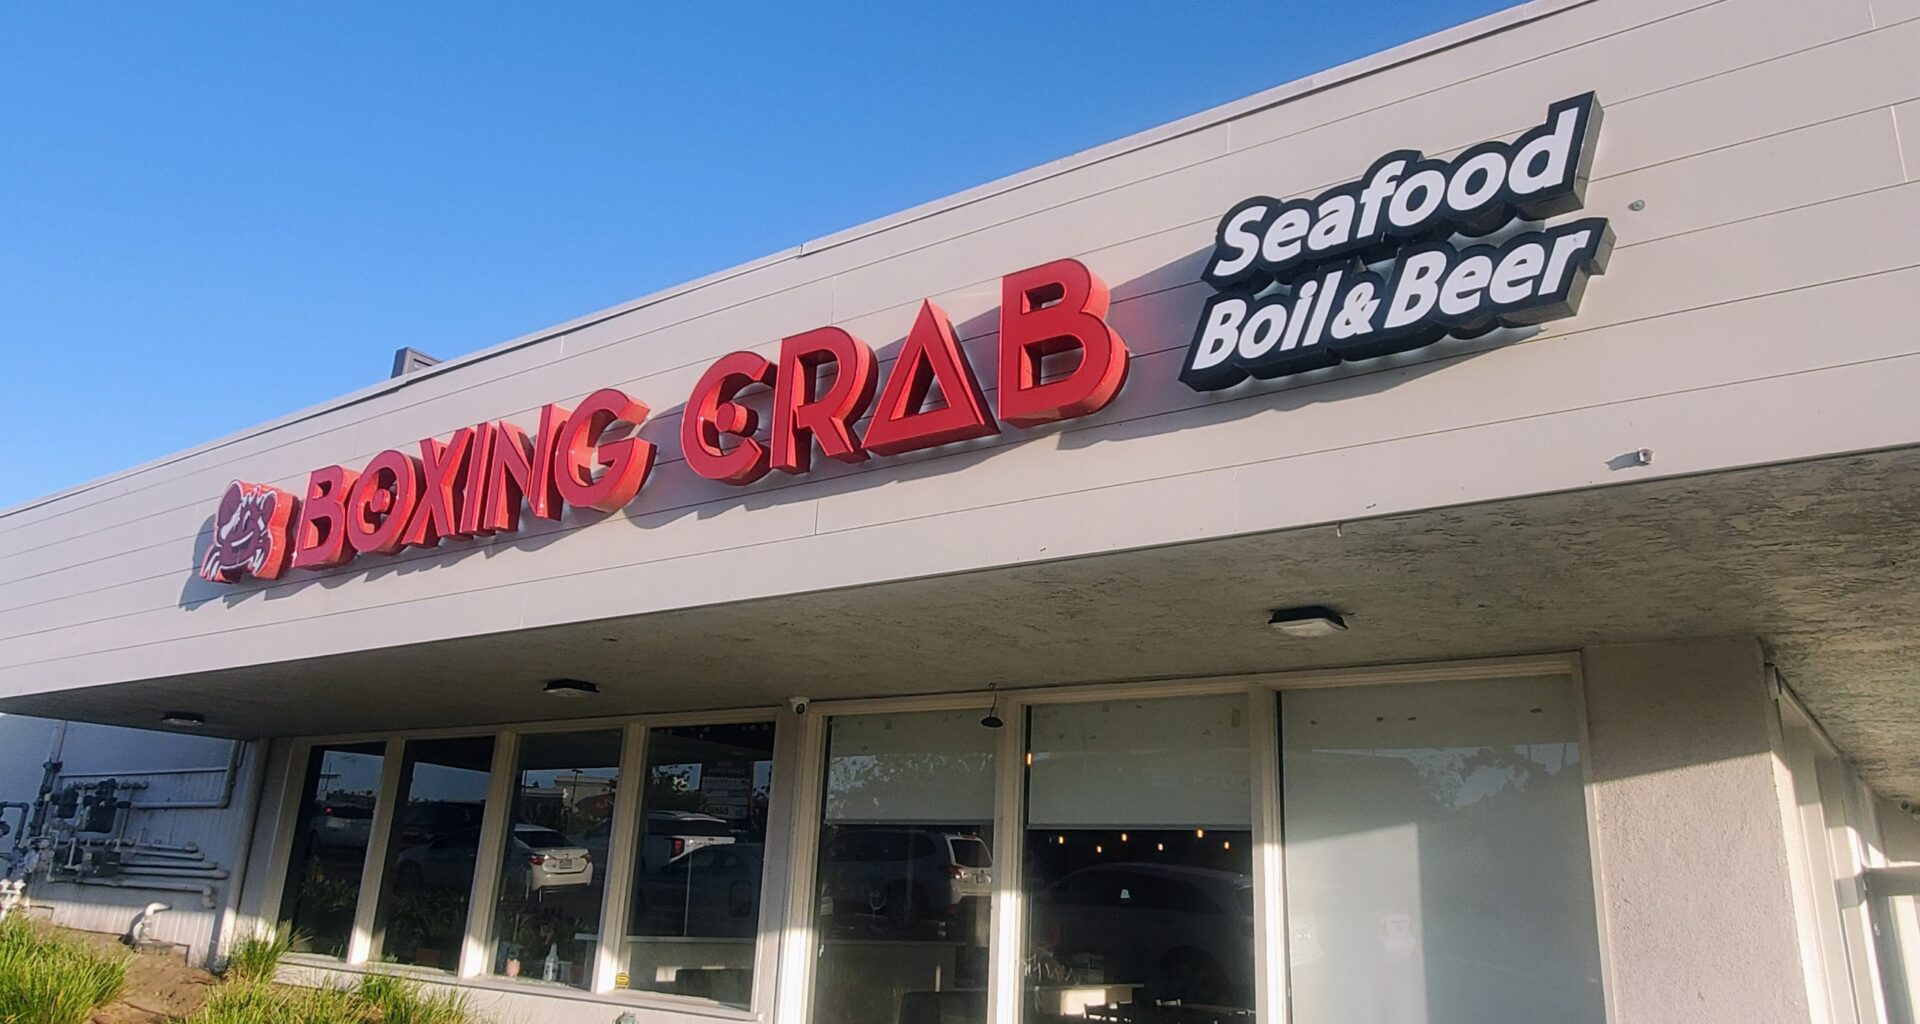 BOXING CRAB
Seafood
Boil & Beer